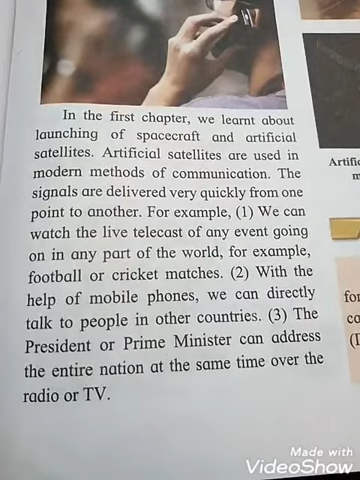 In the first chapter, we learnt about
launching of spacecraft and artificial
satellites. Artificial satellites are used in
modern methods of communication. The
signals are delivered very quickly from one
point to another. For example, (1) We can
watch the live telecast of any event going
on in any part of the world, for example,
football or cricket matches. (2) With the
help of mobile phones, we can directly
talk to people in other countries. (3) The
President or Prime Minister can address
the entire nation at the same time over the
radio or TV.
Made with
VideoShow